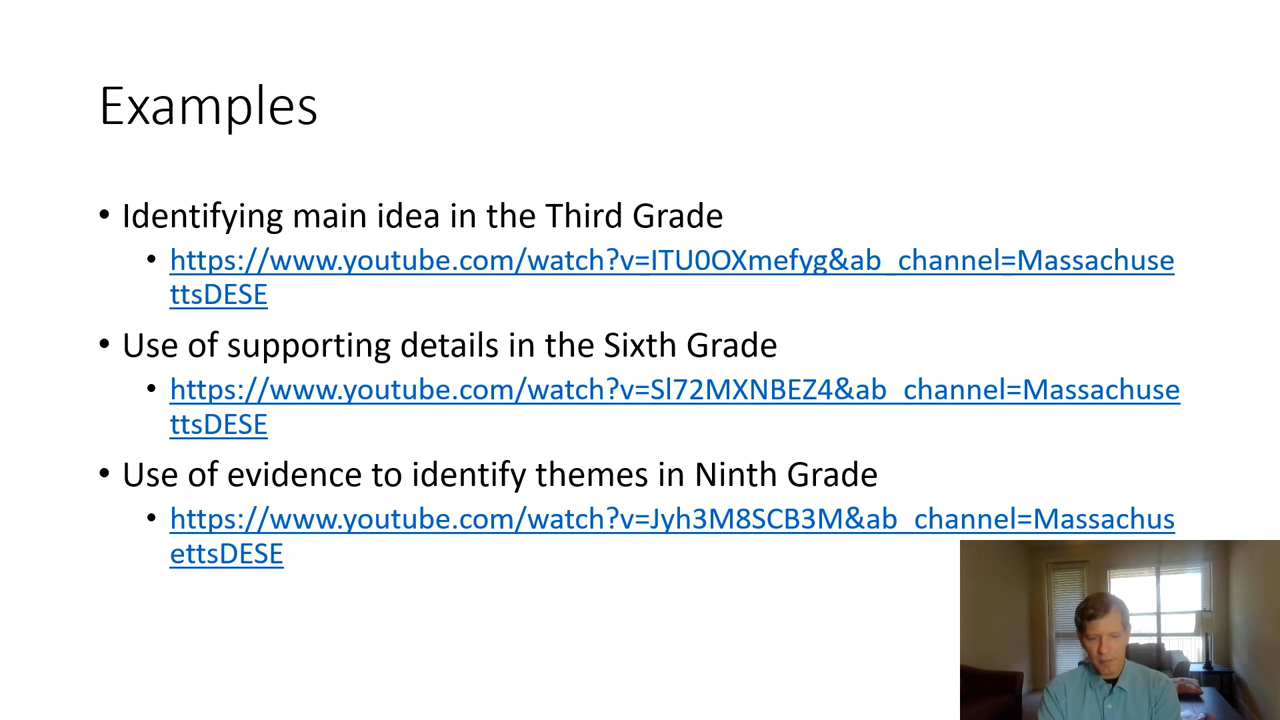 Examples
• Identifying main idea in the Third Grade
• https://www.youtube.com/watch?v=ITU0OXmefyg&ab_channel=Massachuse
ttsDESE
• Use of supporting details in the Sixth Grade
• https://www.youtube.com/watch?v=Sl72MXNBEZ4&ab_channel=Massachuse
ttsDESE
• Use of evidence to identify themes in Ninth Grade
• https://www.youtube.com/watch?v=Jyh3M8SCB3M&ab_channel=Massachus
ettsDESE